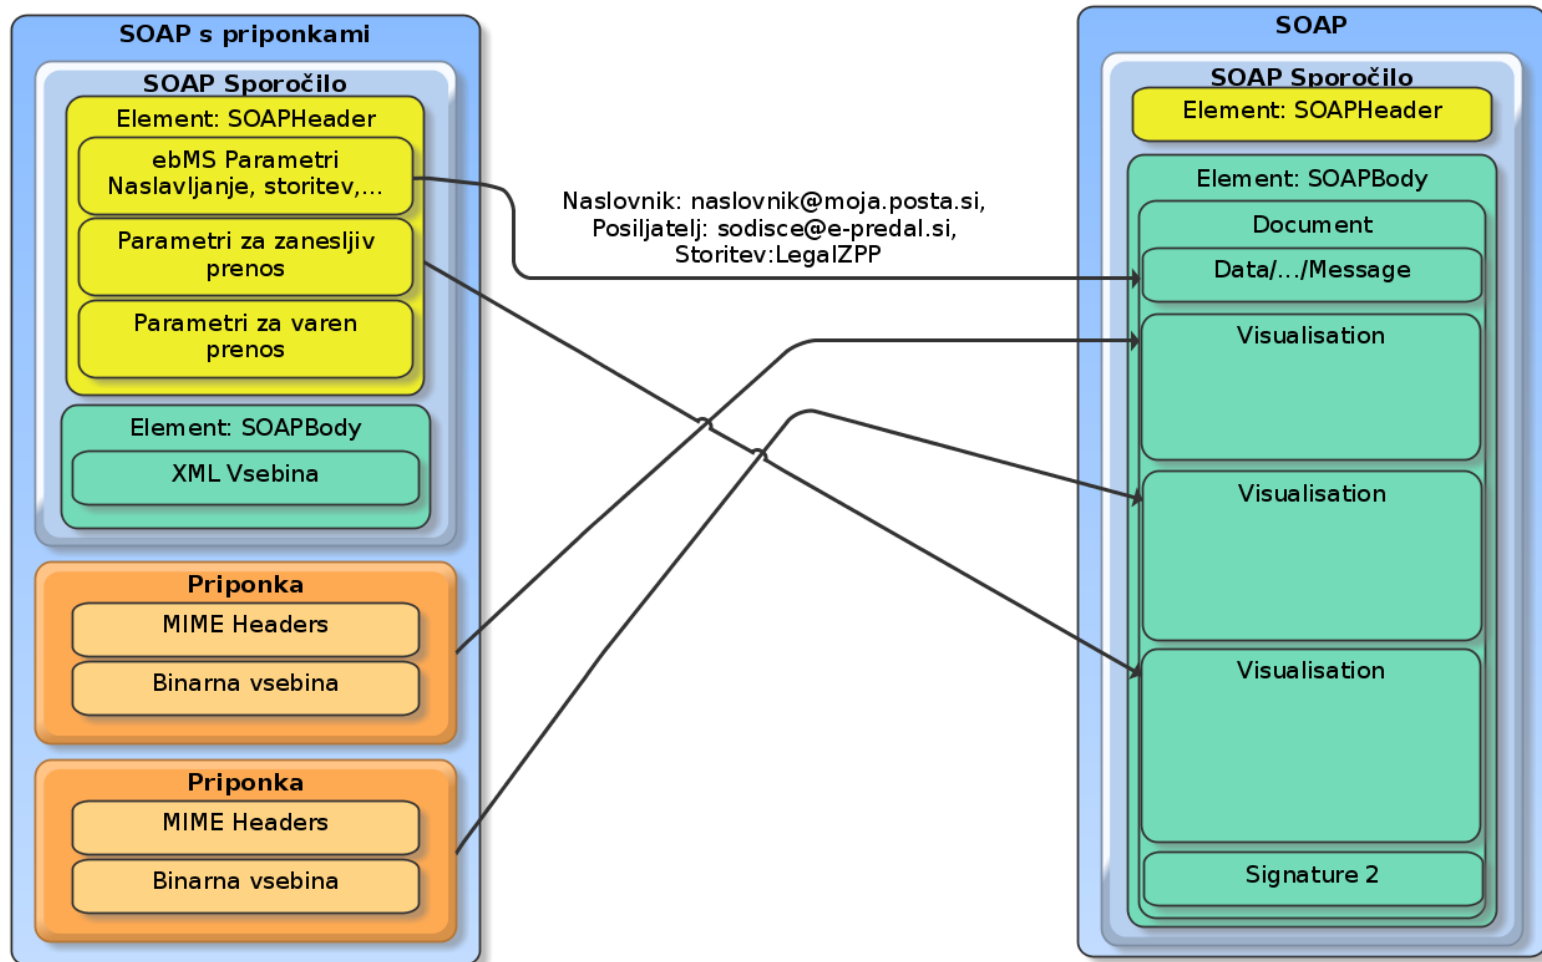 SOAP s priponkami
SOAP Sporočilo
Element: SOAPHeader
ebMS Parametri
Naslavljanje, storitev,...
Parametri za zanesljiv
prenos
Parametri za varen
prenos
Element: SOAPBody
XML Vsebina
Priponka
MIME Headers
Binarna vsebina
Priponka
MIME Headers
Binarna vsebina
Naslovnik: naslovnik@moja.posta.si,
Posiljatelj: sodisce@e-predal.si,
Storitev:LegalZPP
SOAP
SOAP Sporočilo
Element: SOAPHeader
Element: SOAPBody
Document
Data/.../Message
Visualisation
Visualisation
Visualisation
Signature 2